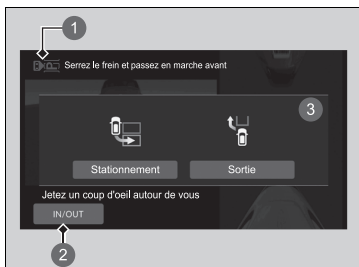 1
Serrez le frein et passez en marche avant
3
Stationnement Sortie
Jetez un coup d'oeil autour de vous
IN/OUT
2